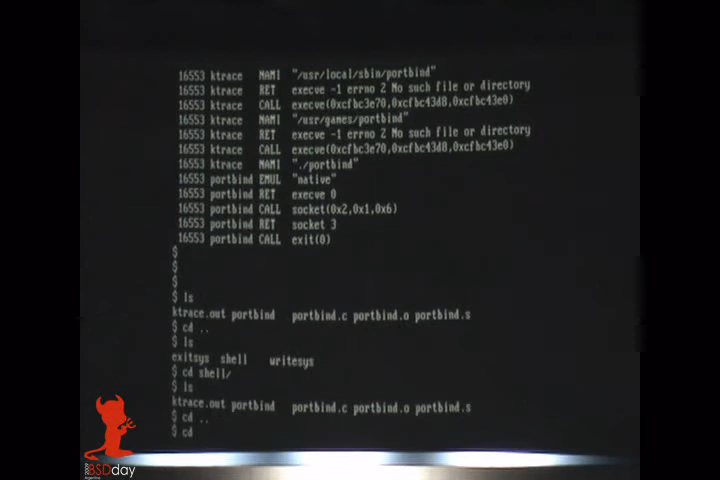 16553 ktrace NAMI "/usr/local/sbin/portbind"
16553 ktrace RET execve -1 errno 2 No such file or directory
16553 ktrace CALL execve(0xcfbc3e70,0xcfbc43d8,0xcfbc43e0)
16553 ktrace NAMI "/usr/games/portbind"
16553 ktrace RET execve -1 errno 2 No such file or directory
16553 ktrace CALL execve(0xcfbc3e70,0xcfbc43d8,0xcfbc43e0)
16553 ktrace NAMI "./portbind"
16553 portbind EMUL "native"
16553 portbind RET execve 0
16553 portbind CALL socket(0x2,0x1,0x6)
16553 portbind RET socket 3
16553 portbind CALL exit(0)
$
$
$
$ ls
ktrace.out portbind portbind.c portbind.o portbind.s
$ cd ..
$ ls
exitsys shell writesys
$ cd shell/
$ ls
ktrace.out portbind portbind.c portbind.o portbind.s
$ cd ..
$ cd
2009
BSDday
Argentina